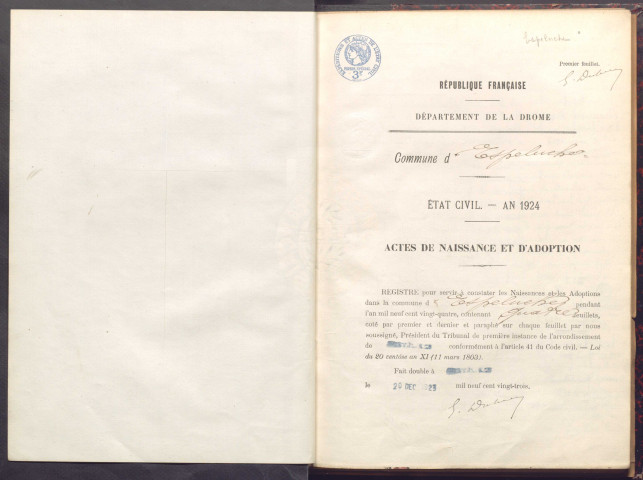 Espeluche
Premier feuillet.
3F
RÉPUBLIQUE FRANÇAISE
DÉPARTEMENT DE LA DROME
Commune d'Espeluche
ÉTAT CIVIL. — AN 1924
ACTES DE NAISSANCE ET D'ADOPTION
REGISTRE pour servir à constater les Naissances et les Adoptions
dans la commune d'Espeluche pendant
l'an mil neuf cent vingt-quatre, contenant quatre feuillets,
coté par premier et dernier et paraphé sur chaque feuillet par nous
soussigné, Président du Tribunal de première instance de l'arrondissement
de conformément à l'article 41 du Code civil. — Loi
du 20 ventôse an XI (11 mars 1803).
Fait double à
le 20 DEC 1923 mil neuf cent vingt-trois.